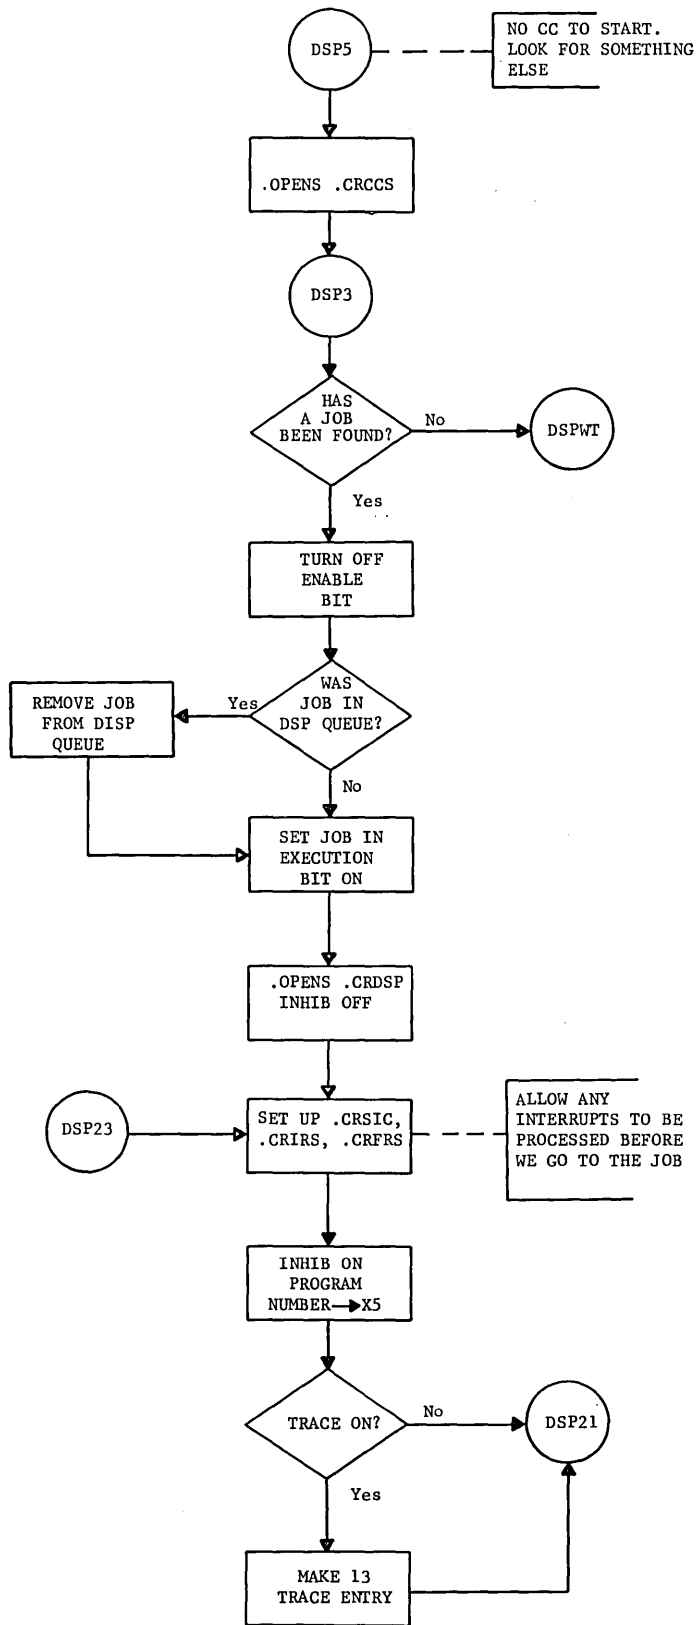 DSP5
NO CC TO START.
LOOK FOR SOMETHING
ELSE
.OPENS .CRCCS
DSP3
HAS
A JOB
BEEN FOUND?
No
DSPWT
Yes
TURN OFF
ENABLE
BIT
WAS
JOB IN
DSP QUEUE?
Yes
REMOVE JOB
FROM DISP
QUEUE
No
SET JOB IN
EXECUTION
BIT ON
.OPENS .CRDSP
INHIB OFF
DSP23
SET UP .CRSIC,
.CRIRS, .CRFRS
ALLOW ANY
INTERRUPTS TO BE
PROCESSED BEFORE
WE GO TO THE JOB
INHIB ON
PROGRAM
NUMBER→X5
TRACE ON?
No
DSP21
Yes
MAKE 13
TRACE ENTRY